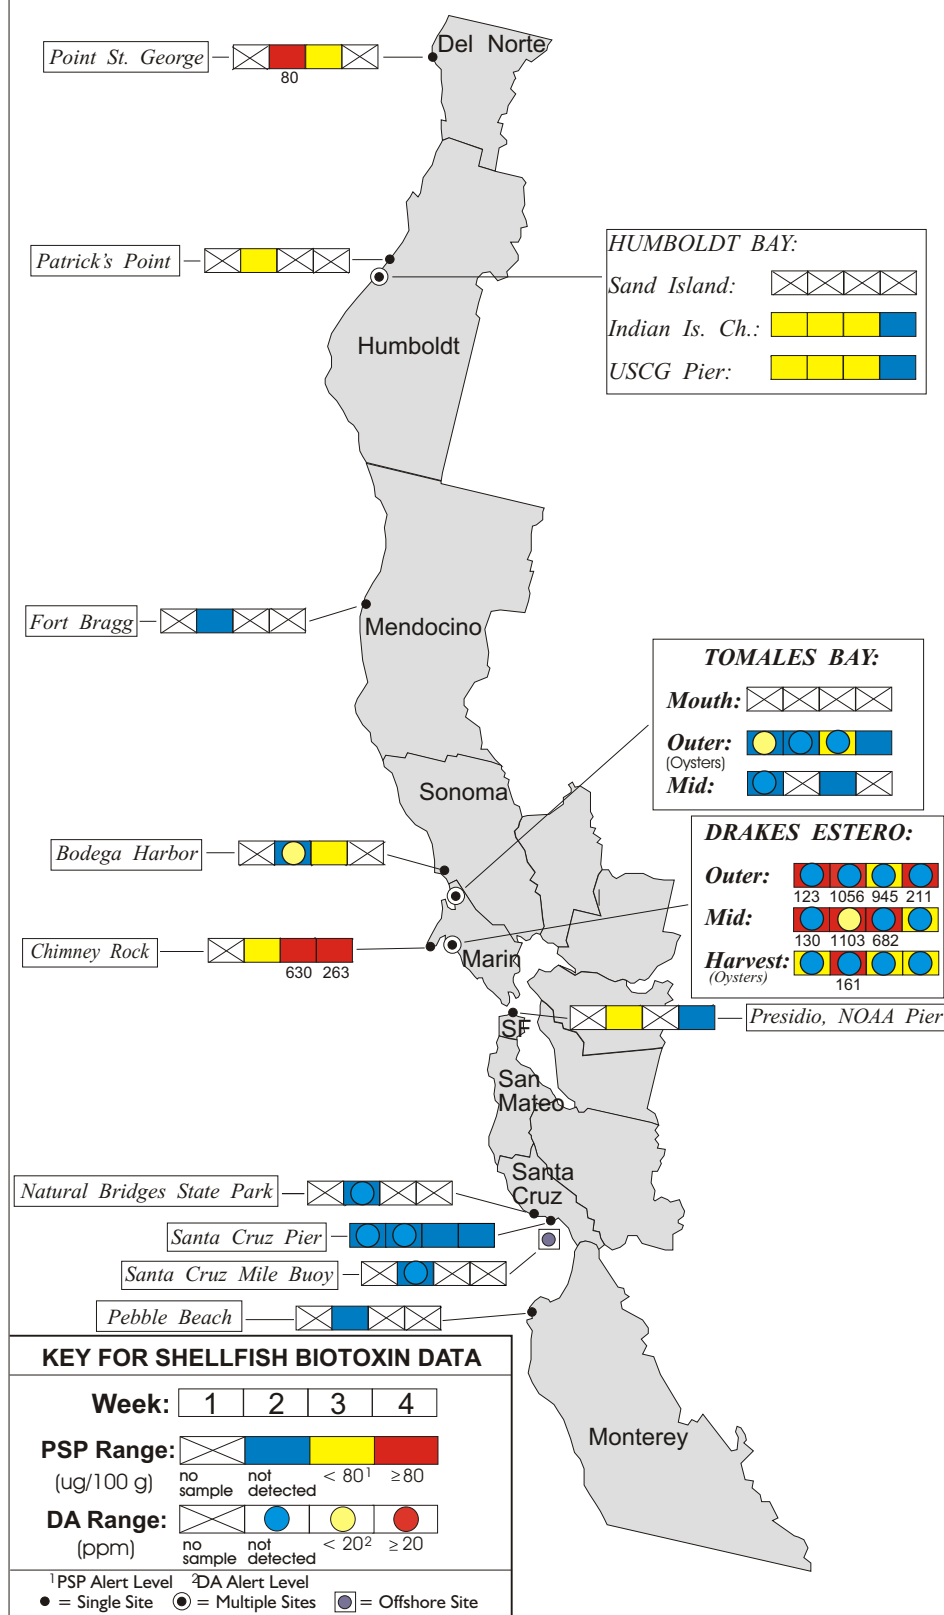 Point St. George
80
Del Norte
Patrick's Point
HUMBOLDT BAY:
Sand Island:
Indian Is. Ch.:
USCG Pier:
Humboldt
Fort Bragg
Mendocino
TOMALES BAY:
Mouth:
Outer:
(Oysters)
Mid:
Sonoma
Bodega Harbor
DRAKES ESTERO:
Outer:
123 1056 945 211
Mid:
130 1103 682
Harvest:
(Oysters)
161
Chimney Rock
630 263
Marin
Presidio, NOAA Pier
SF
San
Mateo
Natural Bridges State Park
Santa
Cruz
Santa Cruz Pier
Santa Cruz Mile Buoy
Pebble Beach
Monterey
KEY FOR SHELLFISH BIOTOXIN DATA
Week: 1 2 3 4
PSP Range:
(ug/100 g)
no sample
not detected
< 80¹
≥80
DA Range:
(ppm)
no sample
not detected
< 20²
≥ 20
¹PSP Alert Level ²DA Alert Level
= Single Site = Multiple Sites = Offshore Site